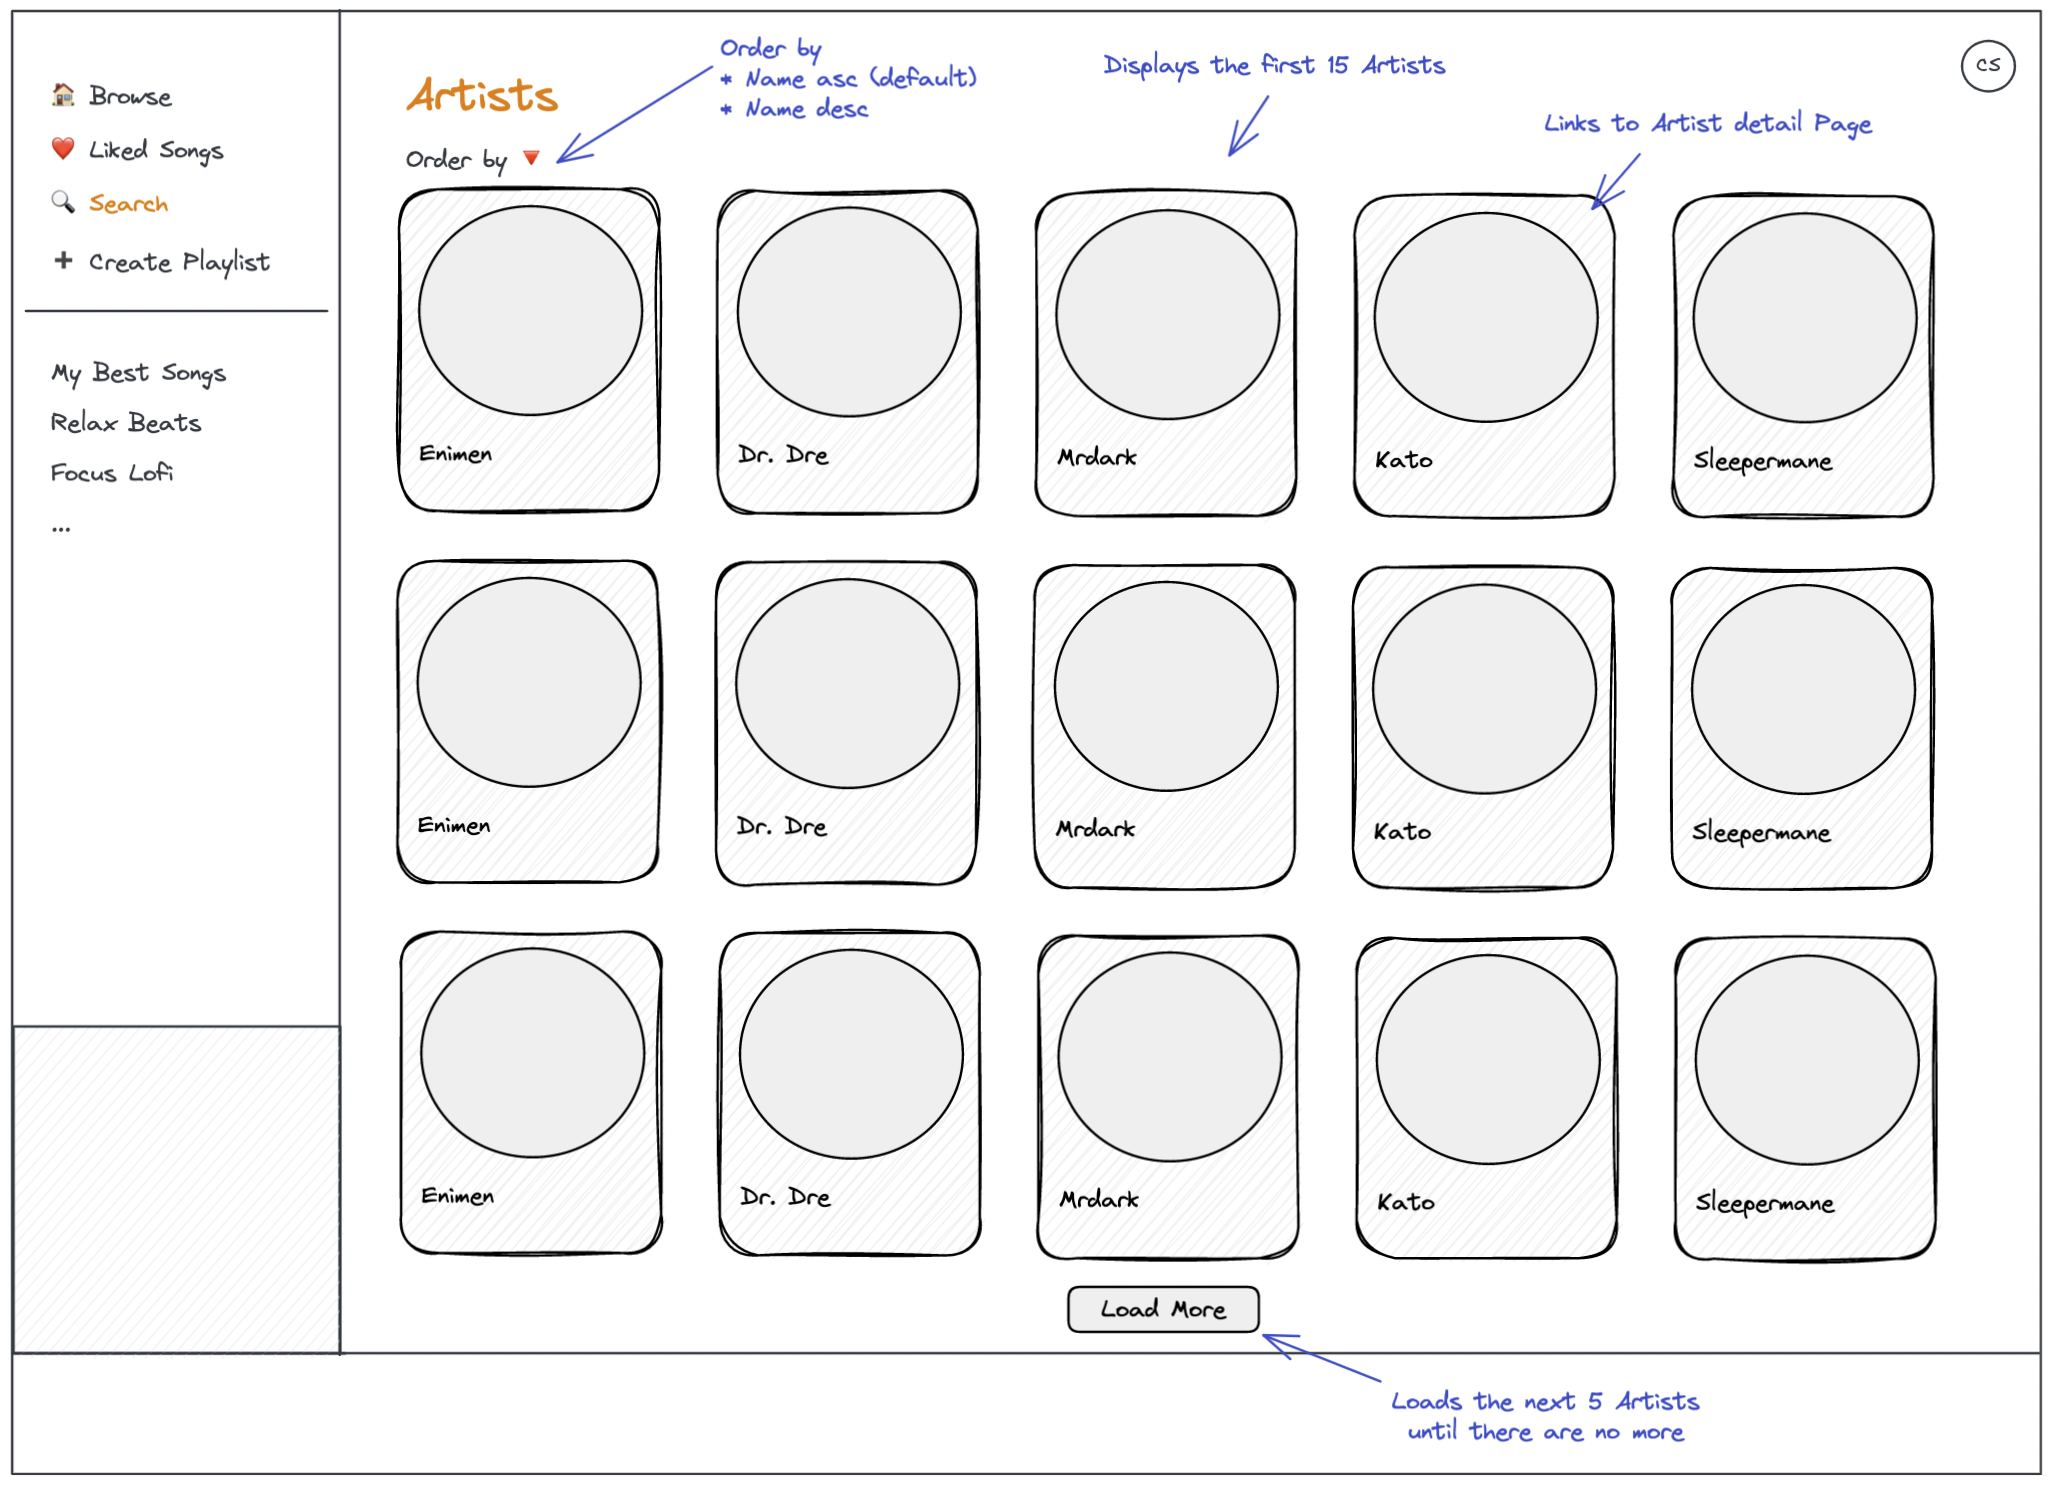 Browse
Liked Songs
Search
Create Playlist
My Best Songs
Relax Beats
Focus Lofi
...
Artists
Order by
Order by
* Name asc (default)
* Name desc
Displays the first 15 Artists
Links to Artist detail Page
CS
Enimen
Dr. Dre
Mrdark
Kato
Sleepermane
Enimen
Dr. Dre
Mrdark
Kato
Sleepermane
Enimen
Dr. Dre
Mrdark
Kato
Sleepermane
Load More
Loads the next 5 Artists
until there are no more